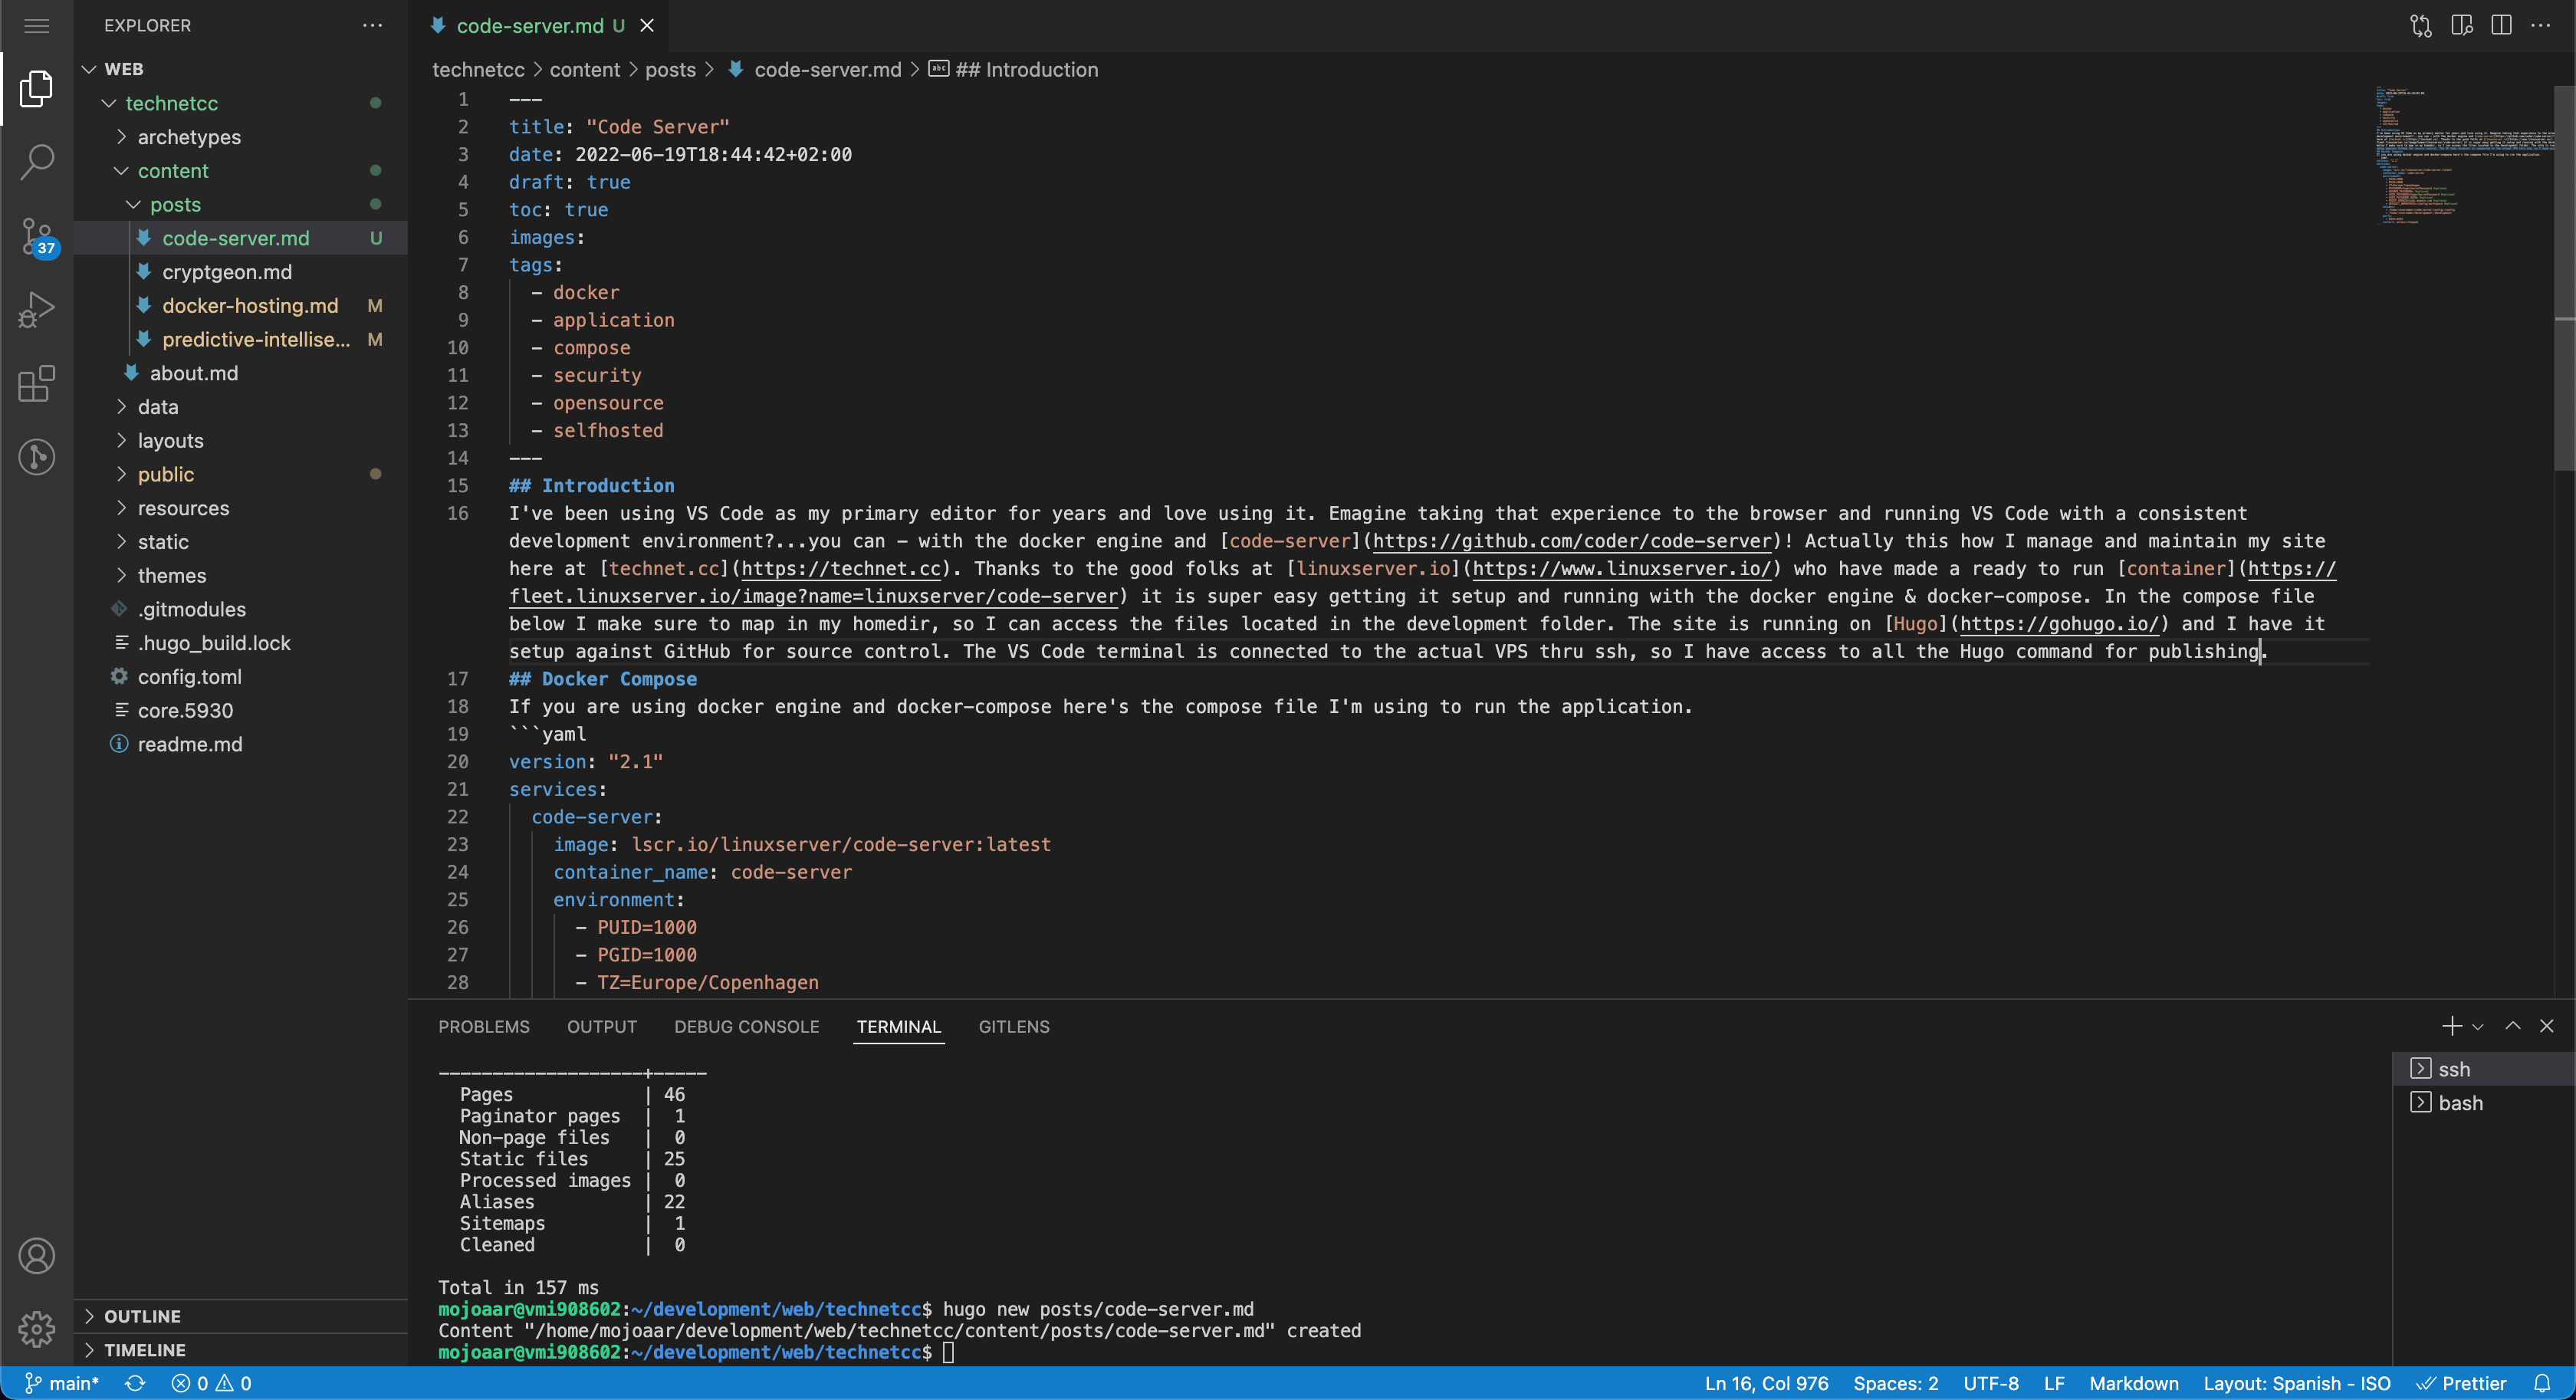 EXPLORER
WEB
technetcc
archetypes
content
posts
code-server.md U
cryptgeon.md
docker-hosting.md M
predictive-intellise... M
about.md
data
layouts
public
resources
static
themes
.gitmodules
.hugo_build.lock
config.toml
core.5930
readme.md
OUTLINE
TIMELINE
37
code-server.md U
technetcc > content > posts > code-server.md > abc ## Introduction
1 ---
2 title: "Code Server"
3 date: 2022-06-19T18:44:42+02:00
4 draft: true
5 toc: true
6 images:
7 tags:
8 - docker
9 - application
10 - compose
11 - security
12 - opensource
13 - selfhosted
14 ---
15 ## Introduction
16 I've been using VS Code as my primary editor for years and love using it. Emagine taking that experience to the browser and running VS Code with a consistent
development environment?...you can - with the docker engine and [code-server](https://github.com/coder/code-server)! Actually this how I manage and maintain my site
here at [technet.cc](https://technet.cc). Thanks to the good folks at [linuxserver.io](https://www.linuxserver.io/) who have made a ready to run [container](https://
fleet.linuxserver.io/image?name=linuxserver/code-server) it is super easy getting it setup and running with the docker engine & docker-compose. In the compose file
below I make sure to map in my homedir, so I can access the files located in the development folder. The site is running on [Hugo](https://gohugo.io/) and I have it
setup against GitHub for source control. The VS Code terminal is connected to the actual VPS thru ssh, so I have access to all the Hugo command for publishing.
17 ## Docker Compose
18 If you are using docker engine and docker-compose here's the compose file I'm using to run the application.
19 ```yaml
20 version: "2.1"
21 services:
22 code-server:
23 image: lscr.io/linuxserver/code-server:latest
24 container_name: code-server
25 environment:
26 - PUID=1000
27 - PGID=1000
28 - TZ=Europe/Copenhagen
PROBLEMS OUTPUT DEBUG CONSOLE TERMINAL GITLENS
-------------------+-----
Pages | 46
Paginator pages | 1
Non-page files | 0
Static files | 25
Processed images | 0
Aliases | 22
Sitemaps | 1
Cleaned | 0
Total in 157 ms
mojoaar@vmi908602:~/development/web/technetcc$ hugo new posts/code-server.md
Content "/home/mojoaar/development/web/technetcc/content/posts/code-server.md" created
mojoaar@vmi908602:~/development/web/technetcc$
ssh
bash
main* 0 0 Ln 16, Col 976 Spaces: 2 UTF-8 LF Markdown Layout: Spanish - ISO Prettier